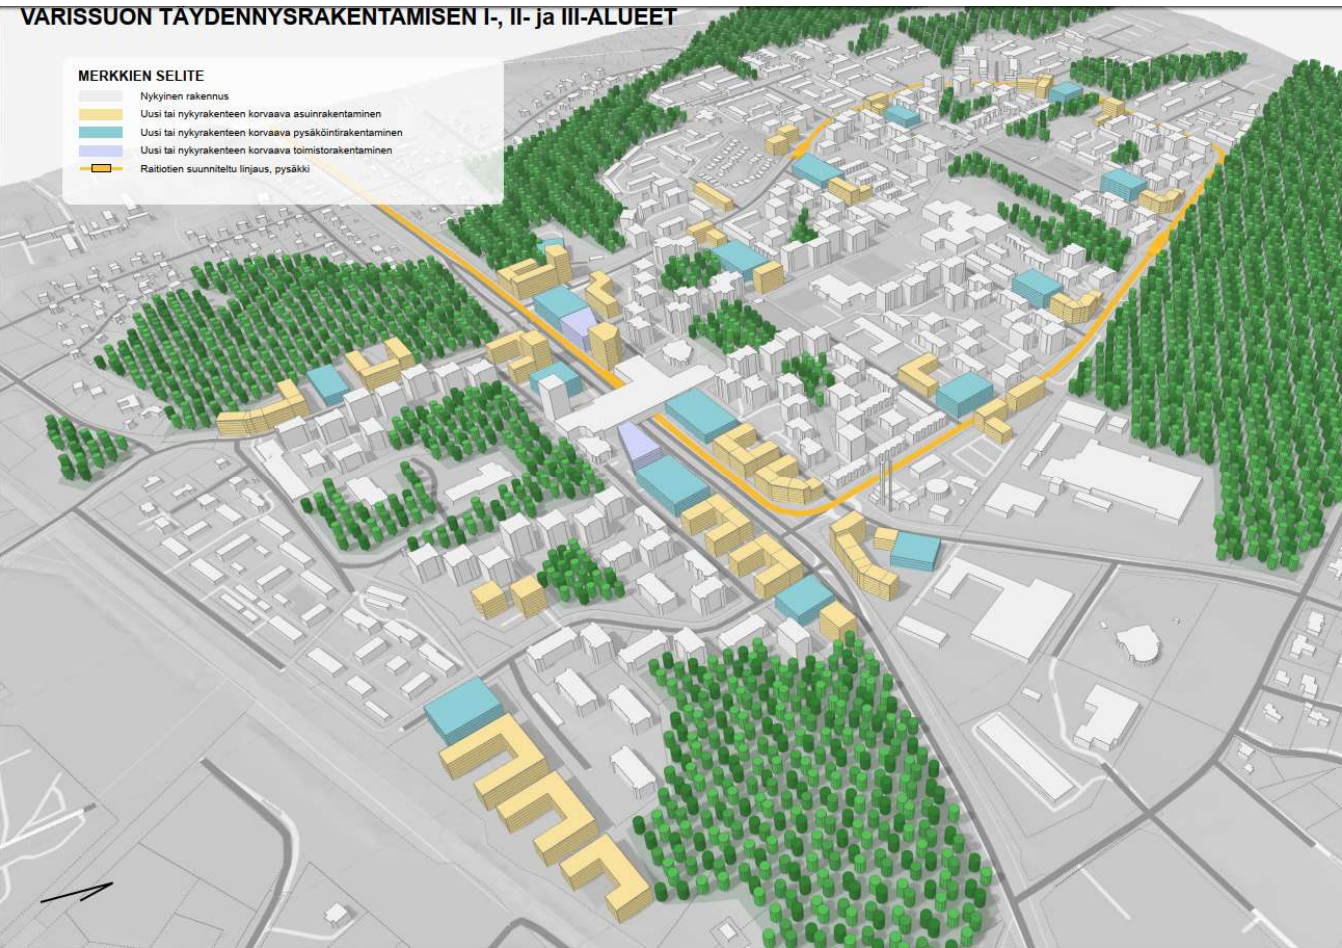 VARISSUON TÄYDENNYSRAKENTAMISEN I-, II- ja III-ALUEET
MERKKIEN SELITE
Nykyinen rakennus
Uusi tai nykyrakenteen korvaava asuinrakentaminen
Uusi tai nykyrakenteen korvaava pysäköintirakentaminen
Uusi tai nykyrakenteen korvaava toimistorakentaminen
Raitiotien suunniteltu linjaus, pysäkki